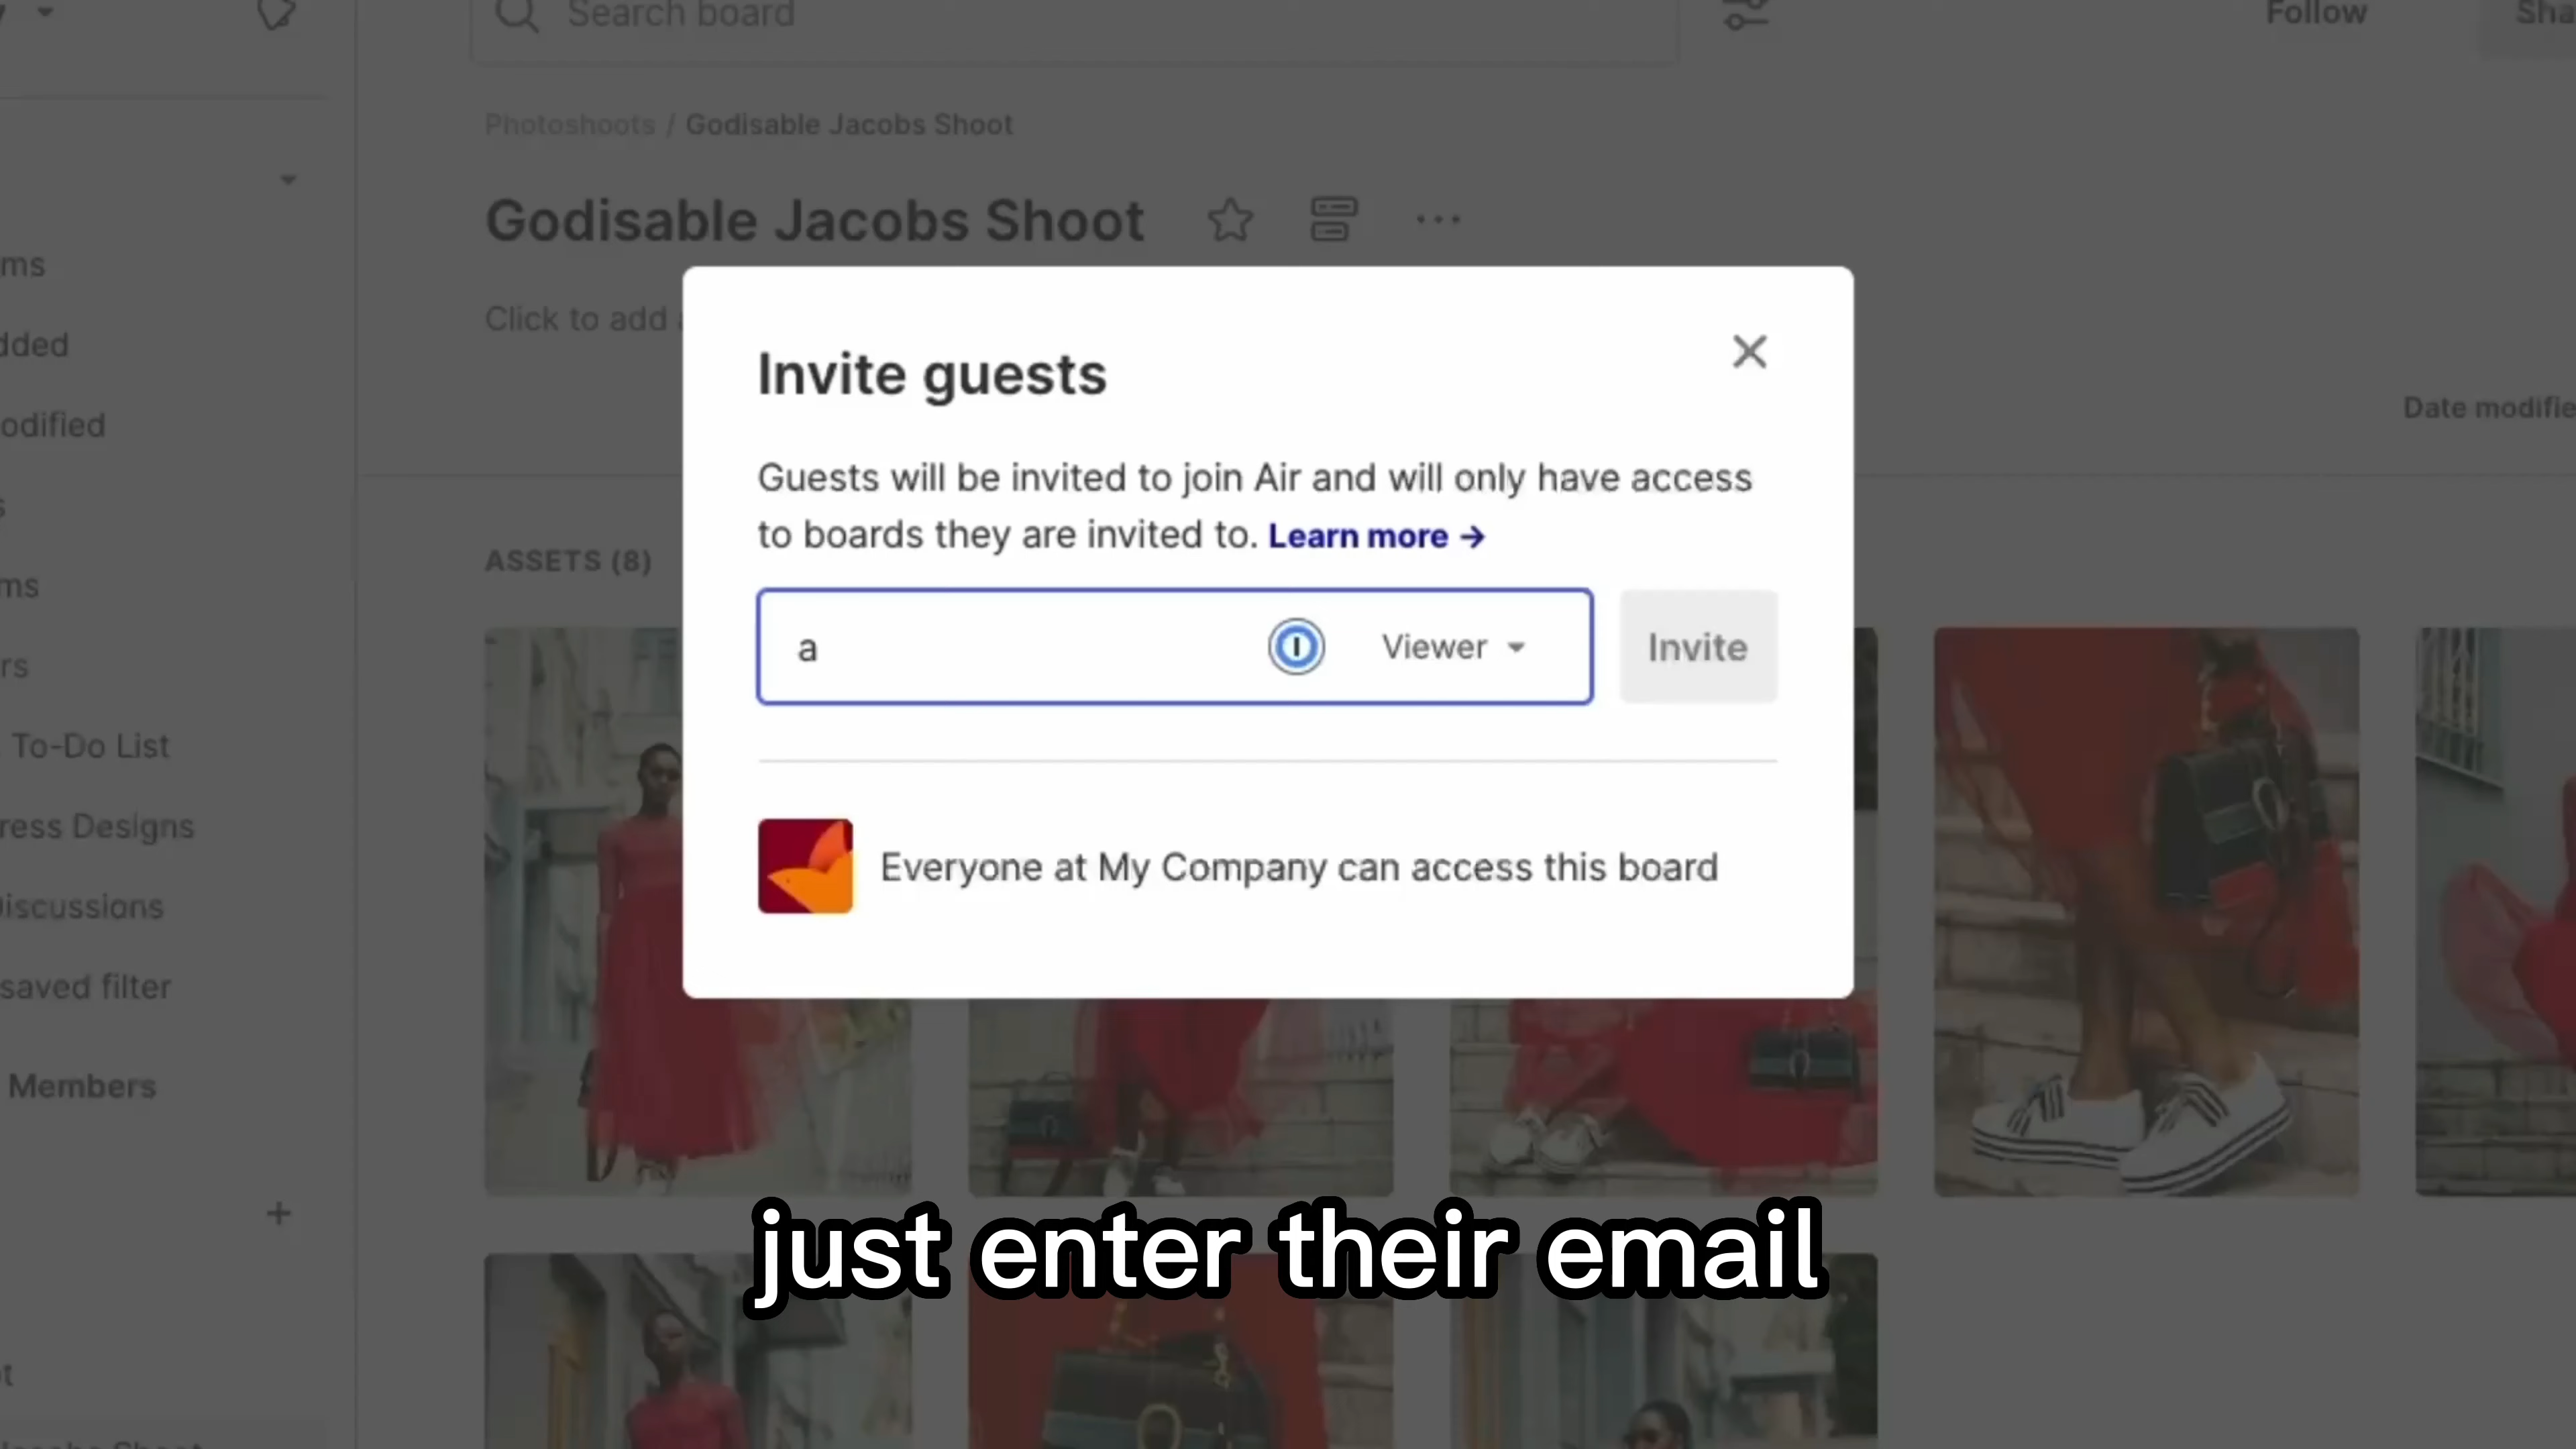 Search board
Follow
Photoshoots / Godisable Jacobs Shoot
Godisable Jacobs Shoot
Click to add
Date modifie
ASSETS (8)
ms
dded
odified
s
ms
rs
To-Do List
ress Designs
iscussions
saved filter
Members
Invite guests
Guests will be invited to join Air and will only have access
to boards they are invited to. Learn more →
a
Viewer
Invite
Everyone at My Company can access this board
just enter their email